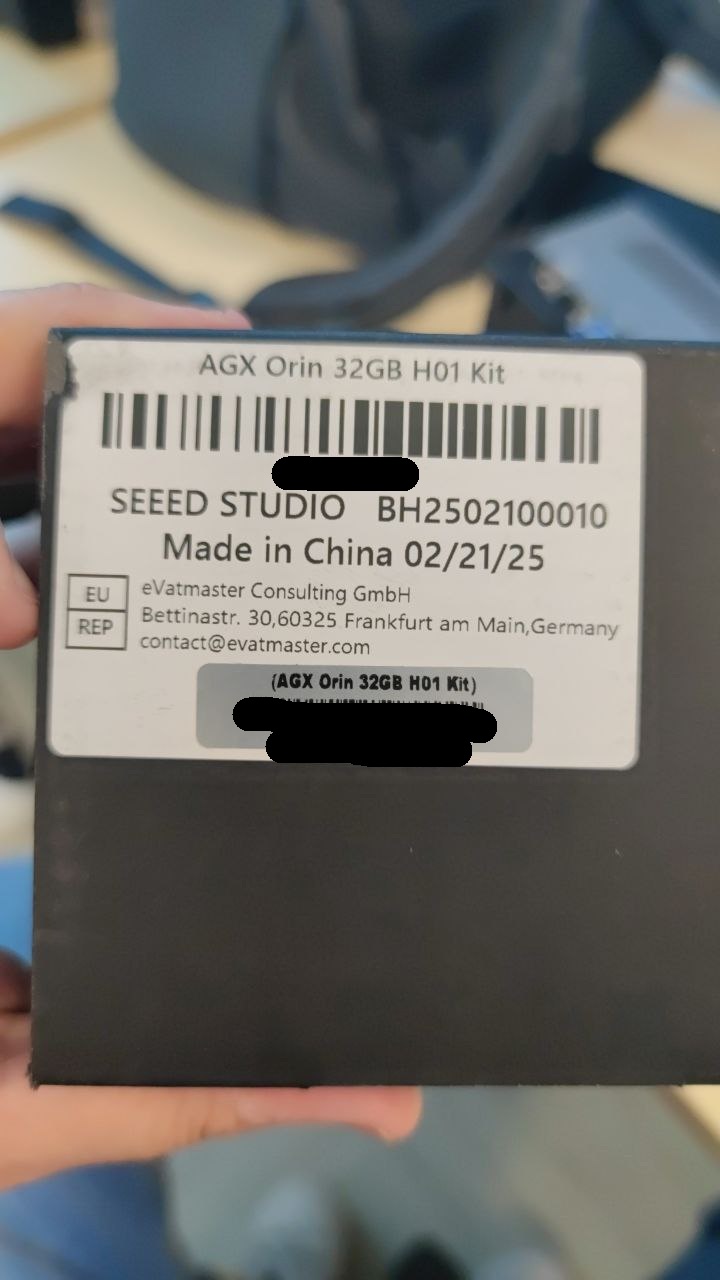 AGX Orin 32GB H01 Kit
SEEED STUDIO BH2502100010
Made in China 02/21/25
EU
REP
eVatmaster Consulting GmbH
Bettinastr. 30,60325 Frankfurt am Main,Germany
contact@evatmaster.com
(AGX Orin 32GB H01 Kit)